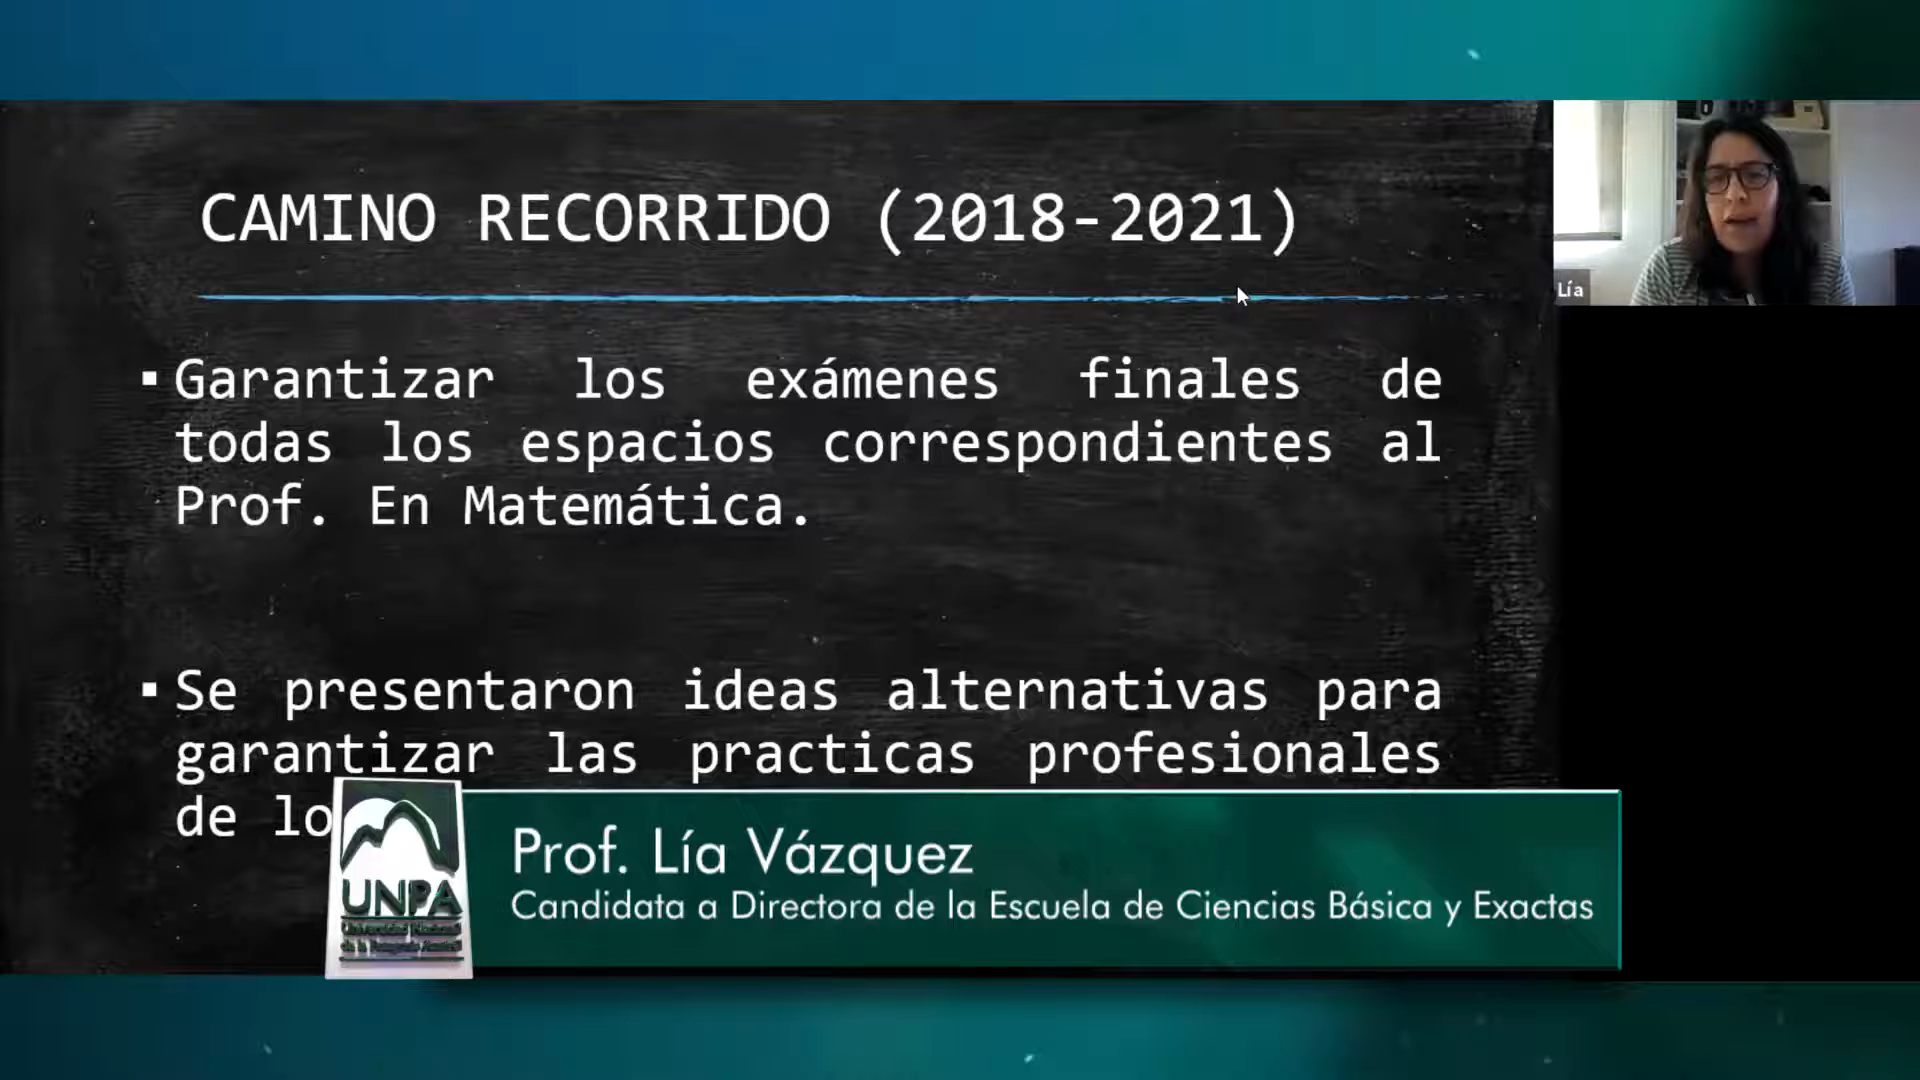 CAMINO RECORRIDO (2018-2021)
Lía
▪ Garantizar los exámenes finales de
todas los espacios correspondientes al
Prof. En Matemática.
▪ Se presentaron ideas alternativas para
garantizar las practicas profesionales
de lo
UNPA
Prof. Lía Vázquez
Candidata a Directora de la Escuela de Ciencias Básica y Exactas